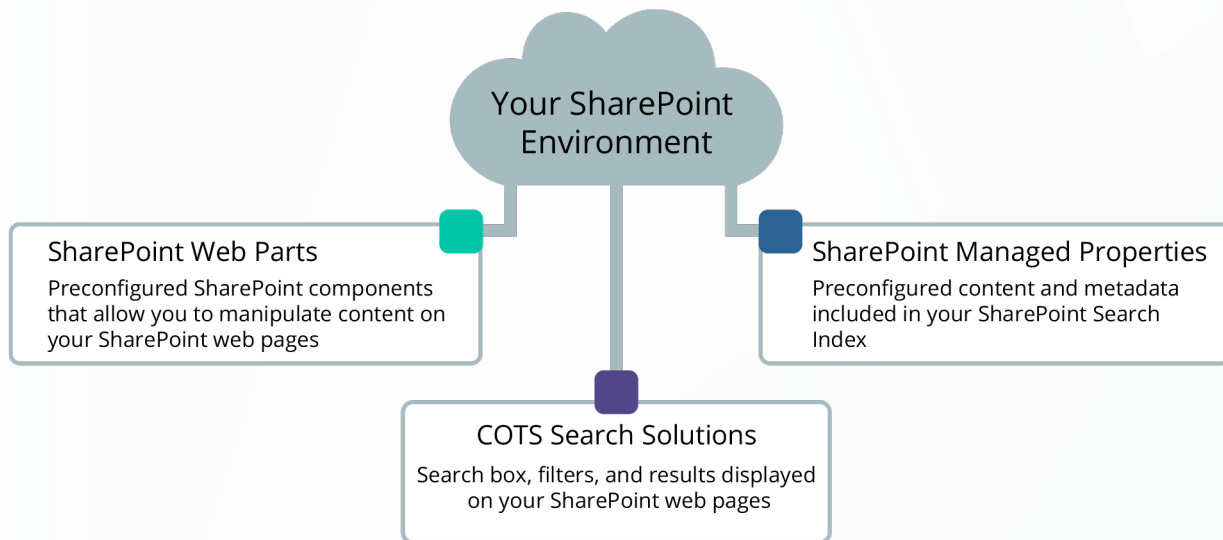 Your SharePoint
Environment
SharePoint Web Parts
Preconfigured SharePoint components
that allow you to manipulate content on
your SharePoint web pages
SharePoint Managed Properties
Preconfigured content and metadata
included in your SharePoint Search
Index
COTS Search Solutions
Search box, filters, and results displayed
on your SharePoint web pages